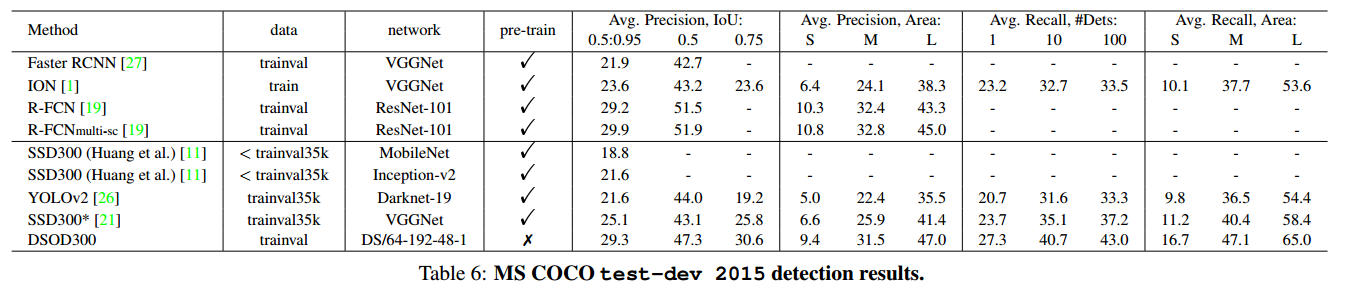 Method data network pre-train Avg. Precision, IoU: Avg. Precision, Area: Avg. Recall, #Dets: Avg. Recall, Area:
0.5:0.95 0.5 0.75 S M L 1 10 100 S M L
Faster RCNN [27] trainval VGGNet ✓ 21.9 42.7 - - - - - - - - - -
ION [1] train VGGNet ✓ 23.6 43.2 23.6 6.4 24.1 38.3 23.2 32.7 33.5 10.1 37.7 53.6
R-FCN [19] trainval ResNet-101 ✓ 29.2 51.5 - 10.3 32.4 43.3 - - - - - -
R-FCNmulti-sc [19] trainval ResNet-101 ✓ 29.9 51.9 - 10.8 32.8 45.0 - - - - - -
SSD300 (Huang et al.) [11] < trainval35k MobileNet ✓ 18.8 - - - - - - - - - - -
SSD300 (Huang et al.) [11] < trainval35k Inception-v2 ✓ 21.6 - - - - - - - - - - -
YOLOv2 [26] trainval35k Darknet-19 ✓ 21.6 44.0 19.2 5.0 22.4 35.5 20.7 31.6 33.3 9.8 36.5 54.4
SSD300* [21] trainval35k VGGNet ✓ 25.1 43.1 25.8 6.6 25.9 41.4 23.7 35.1 37.2 11.2 40.4 58.4
DSOD300 trainval DS/64-192-48-1 ✗ 29.3 47.3 30.6 9.4 31.5 47.0 27.3 40.7 43.0 16.7 47.1 65.0
Table 6: MS COCO test-dev 2015 detection results.